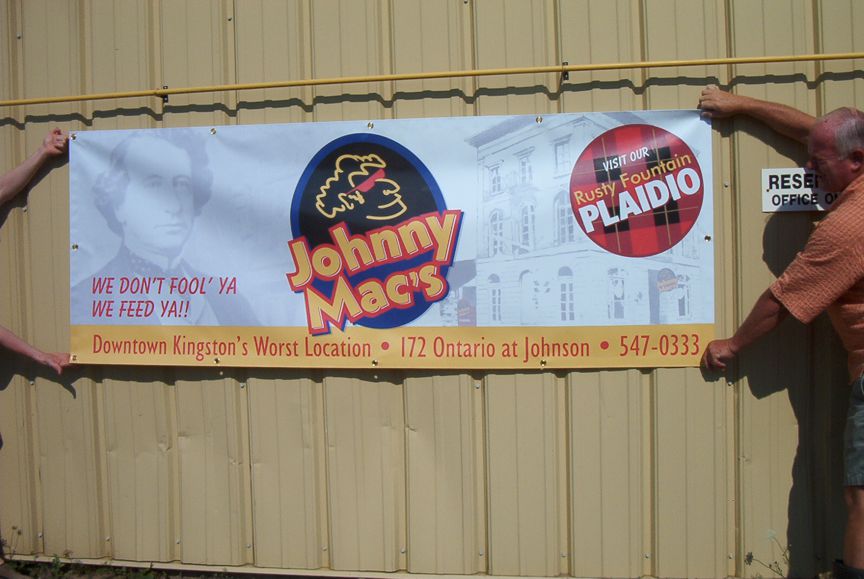 VISIT OUR
Rusty Fountain
PLAIDIO
Johnny
Mac's
WE DON'T FOOL' YA
WE FEED YA!!
Downtown Kingston's Worst Location • 172 Ontario at Johnson • 547-0333
OFFICE